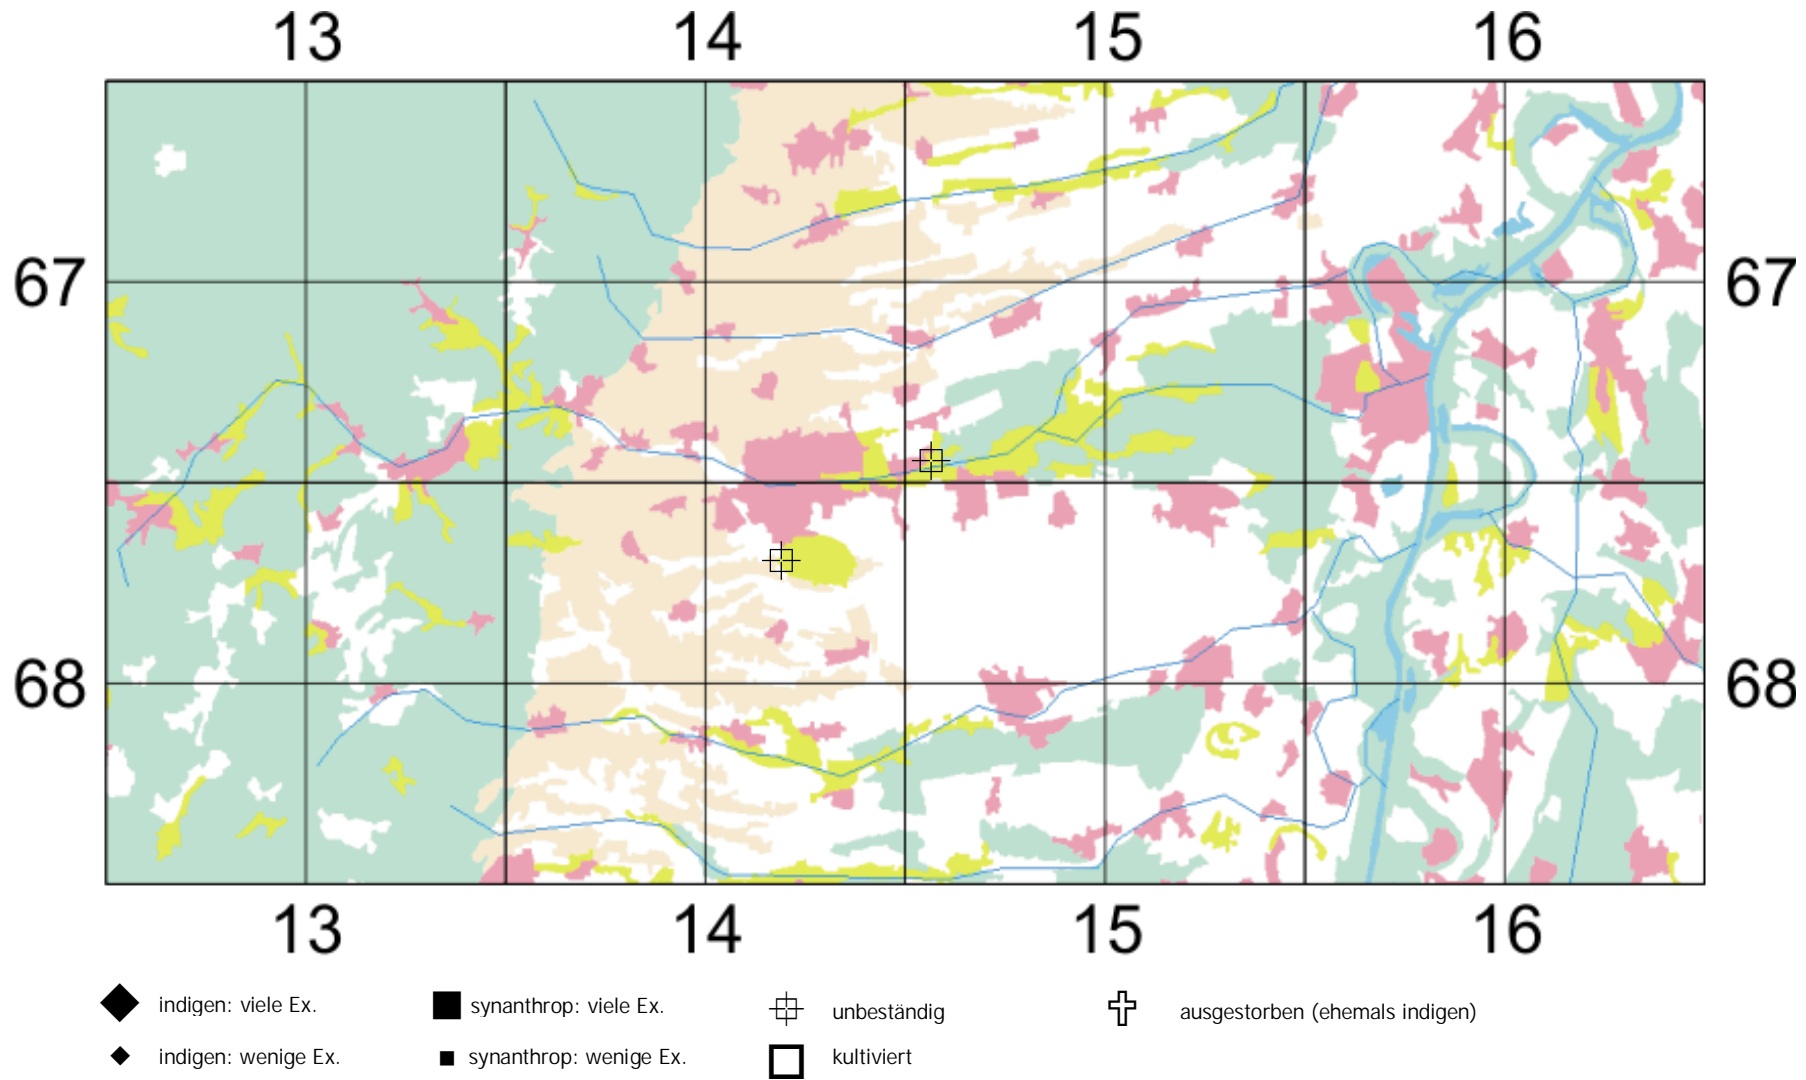 13 14 15 16
67 67
68 68
13 14 15 16
indigen: viele Ex. synanthrop: viele Ex. unbeständig ausgestorben (ehemals indigen)
indigen: wenige Ex. synanthrop: wenige Ex. kultiviert